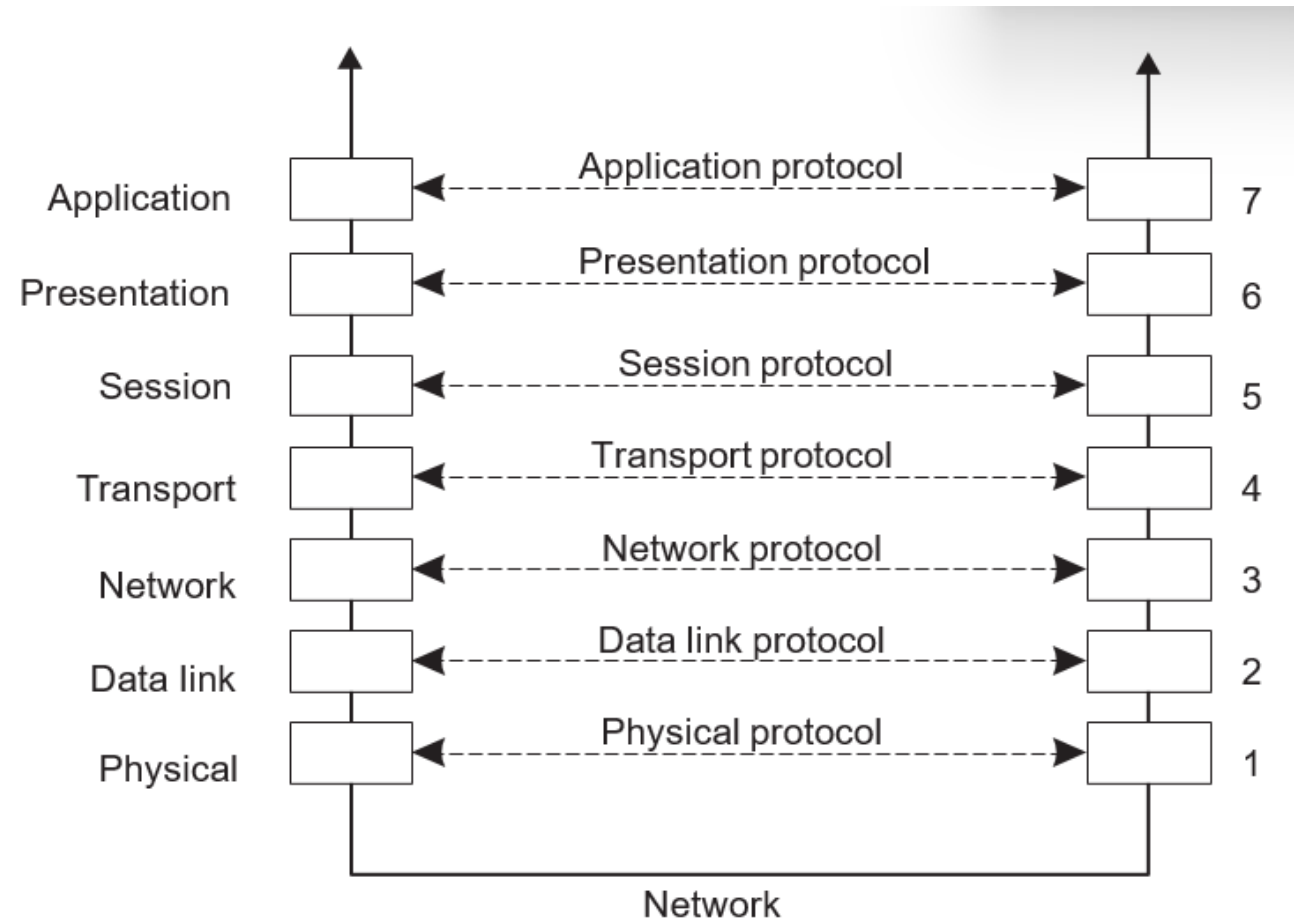 Application protocol
Application
7
Presentation protocol
Presentation
6
Session protocol
Session
5
Transport protocol
Transport
4
Network protocol
Network
3
Data link protocol
Data link
2
Physical protocol
Physical
1
Network